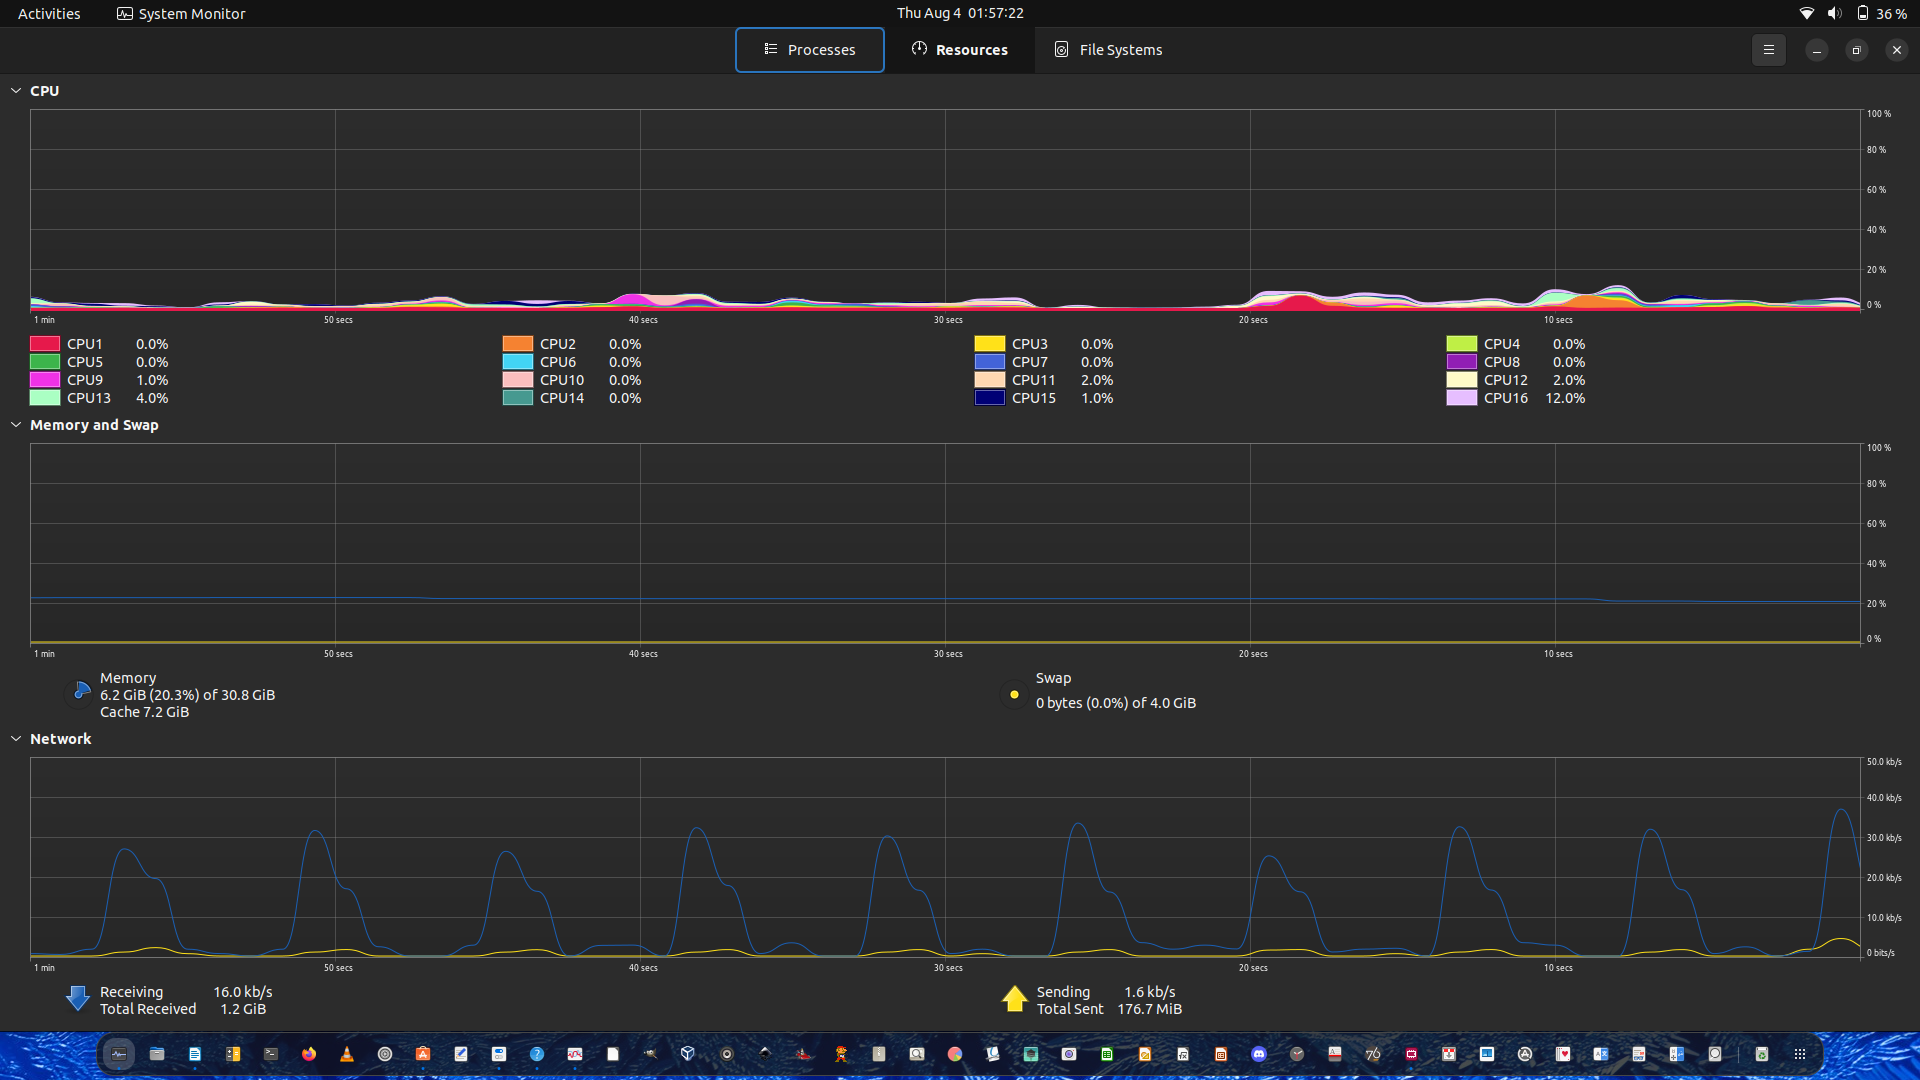 Activities System Monitor Thu Aug 4 01:57:22 36 %
Processes Resources File Systems
CPU
100 %
80 %
60 %
40 %
20 %
0 %
1 min 50 secs 40 secs 30 secs 20 secs 10 secs
CPU1 0.0% CPU2 0.0% CPU3 0.0% CPU4 0.0%
CPU5 0.0% CPU6 0.0% CPU7 0.0% CPU8 0.0%
CPU9 1.0% CPU10 0.0% CPU11 2.0% CPU12 2.0%
CPU13 4.0% CPU14 0.0% CPU15 1.0% CPU16 12.0%
Memory and Swap
100 %
80 %
60 %
40 %
20 %
0 %
1 min 50 secs 40 secs 30 secs 20 secs 10 secs
Memory Swap
6.2 GiB (20.3%) of 30.8 GiB 0 bytes (0.0%) of 4.0 GiB
Cache 7.2 GiB
Network
50.0 kb/s
40.0 kb/s
30.0 kb/s
20.0 kb/s
10.0 kb/s
0 bits/s
1 min 50 secs 40 secs 30 secs 20 secs 10 secs
Receiving 16.0 kb/s Sending 1.6 kb/s
Total Received 1.2 GiB Total Sent 176.7 MiB